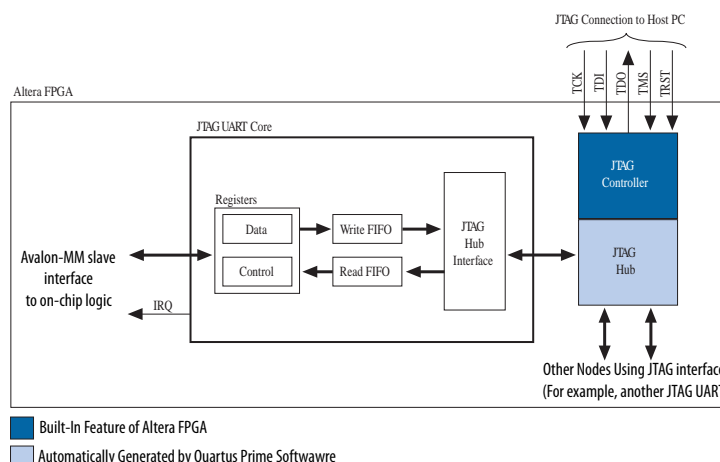 JTAG Connection to Host PC
Altera FPGA
TCK
TDI
TDO
TMS
TRST
JTAG UART Core
JTAG
Controller
Registers
Data
Write FIFO
JTAG
Hub
Interface
Avalon-MM slave
interface
to on-chip logic
Control
Read FIFO
JTAG
Hub
IRQ
Other Nodes Using JTAG interface
(For example, another JTAG UART
Built-In Feature of Altera FPGA
Automatically Generated by Quartus Prime Softwawre